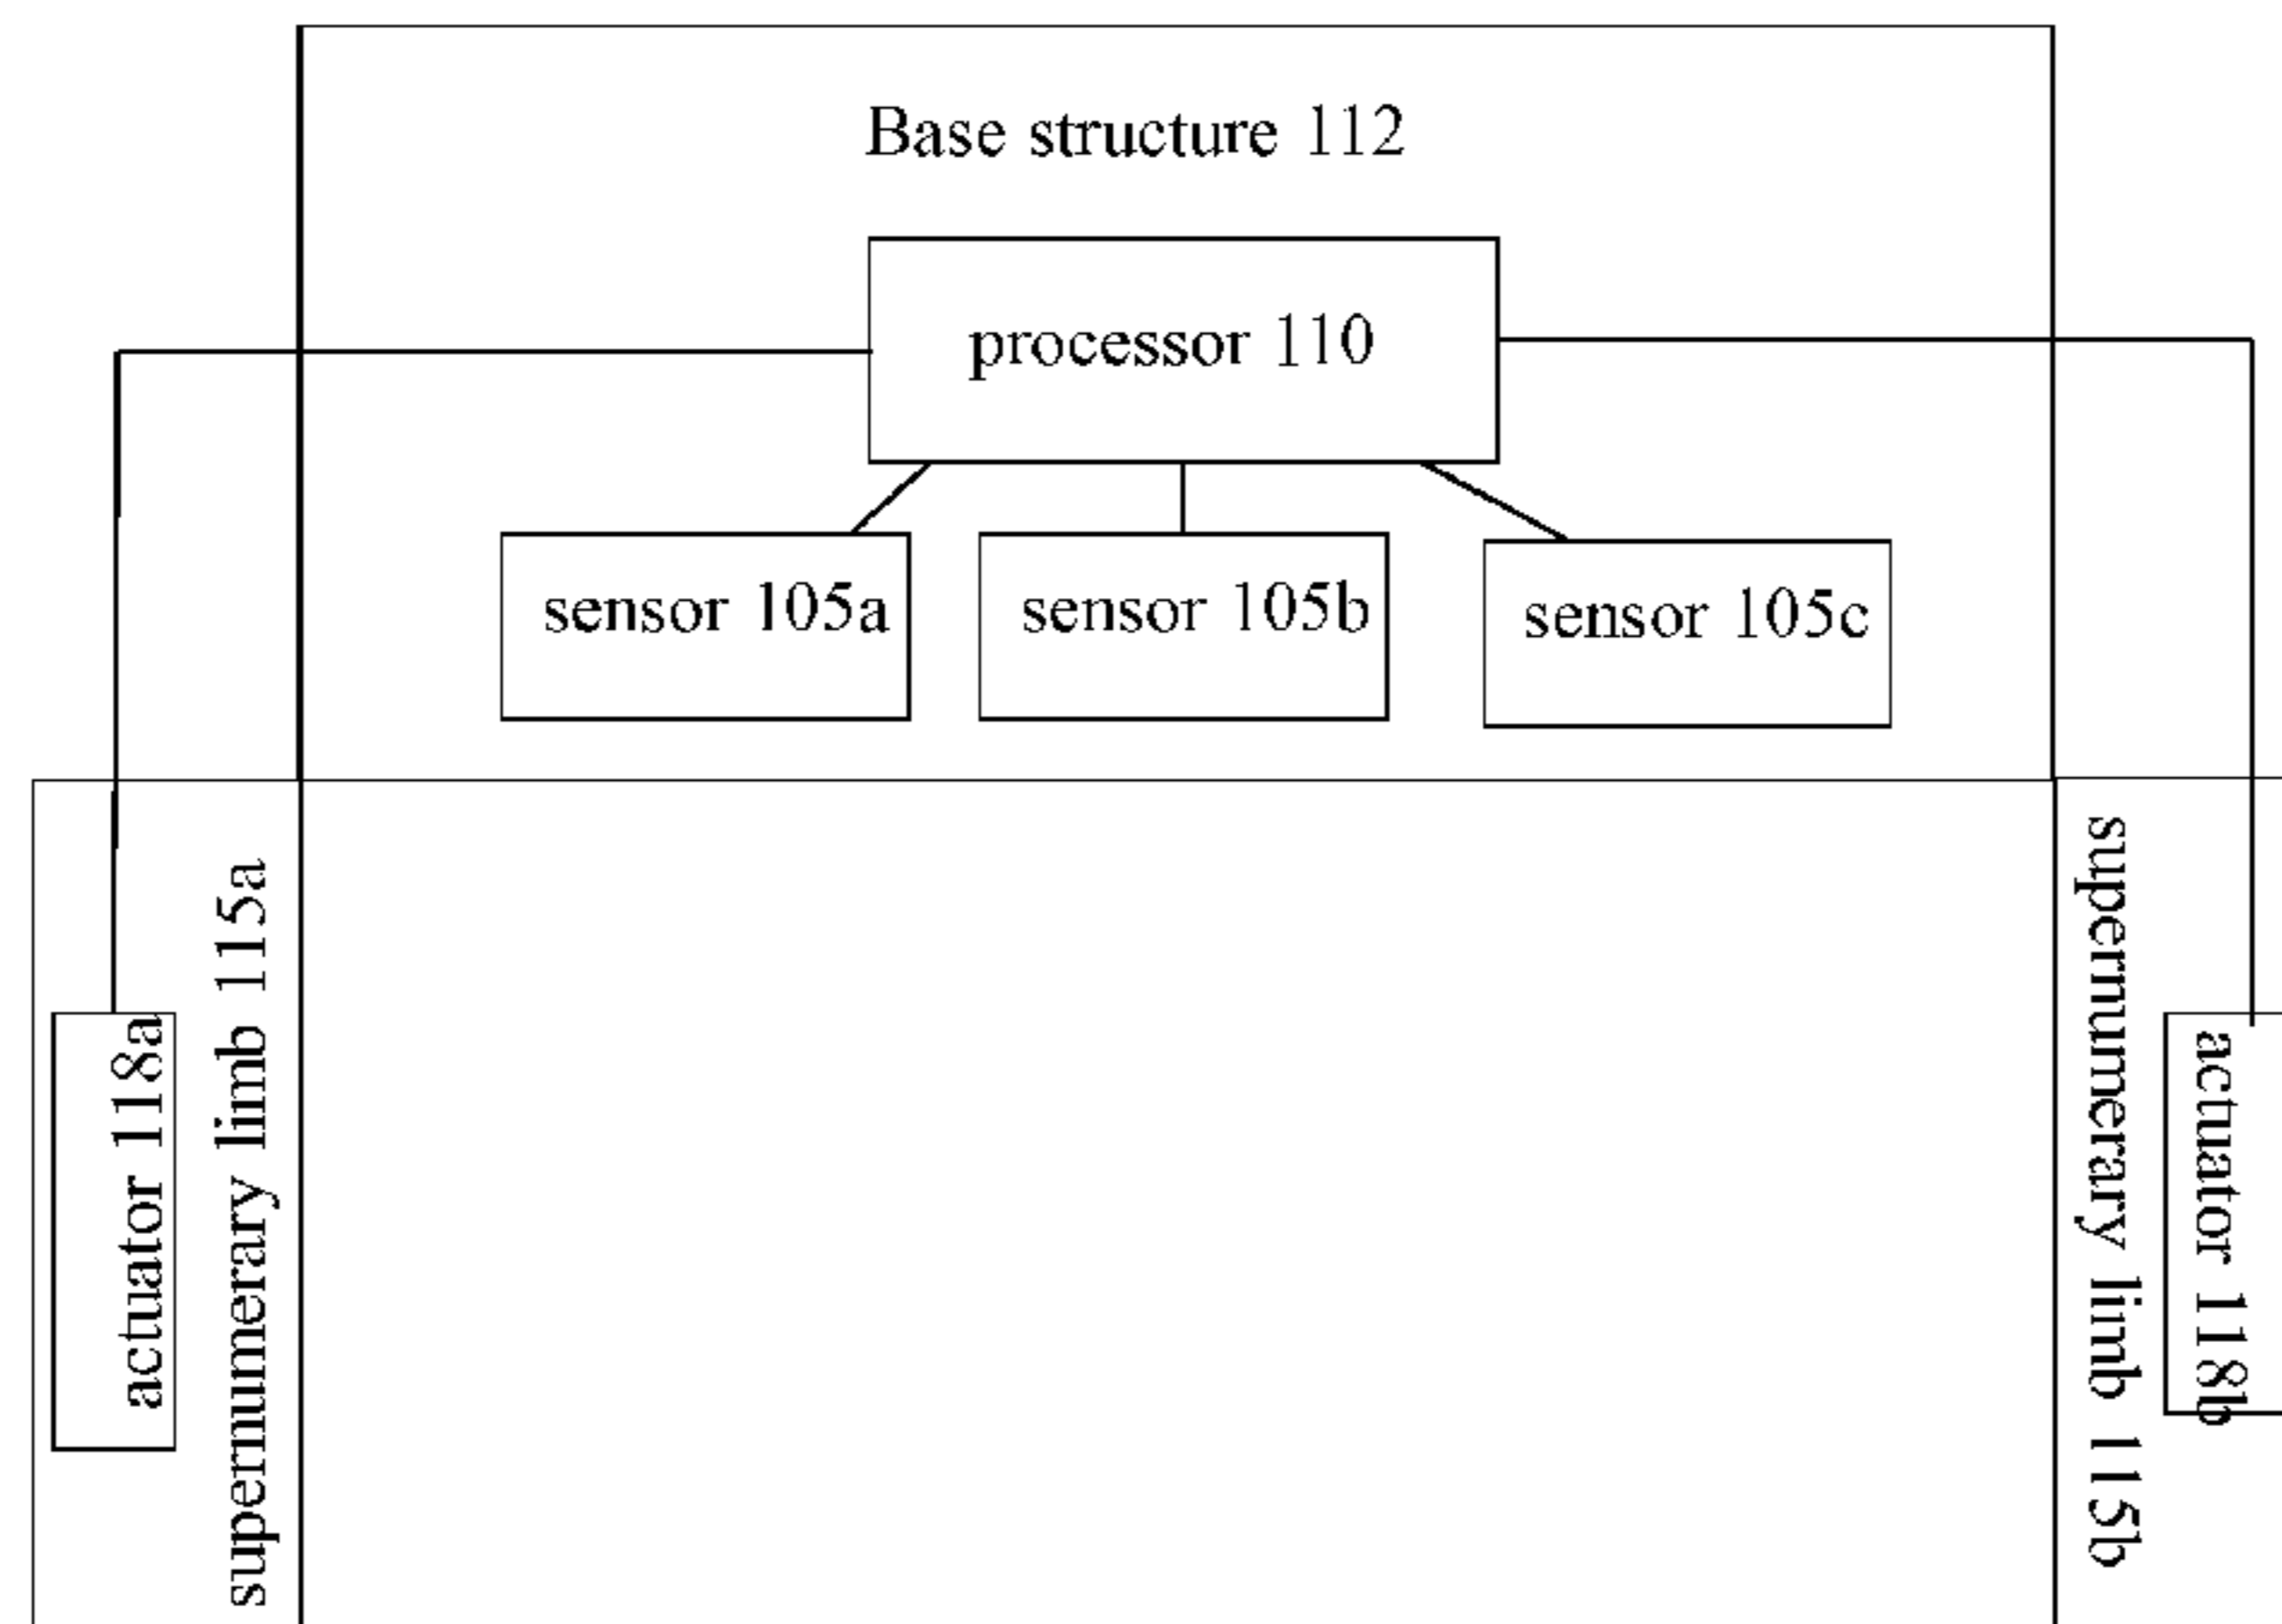 Base structure 112
processor 110
sensor 105a
sensor 105b
sensor 105c
actuator 118a
supernumerary limb 115a
supernumerary limb 115b
actuator 118b